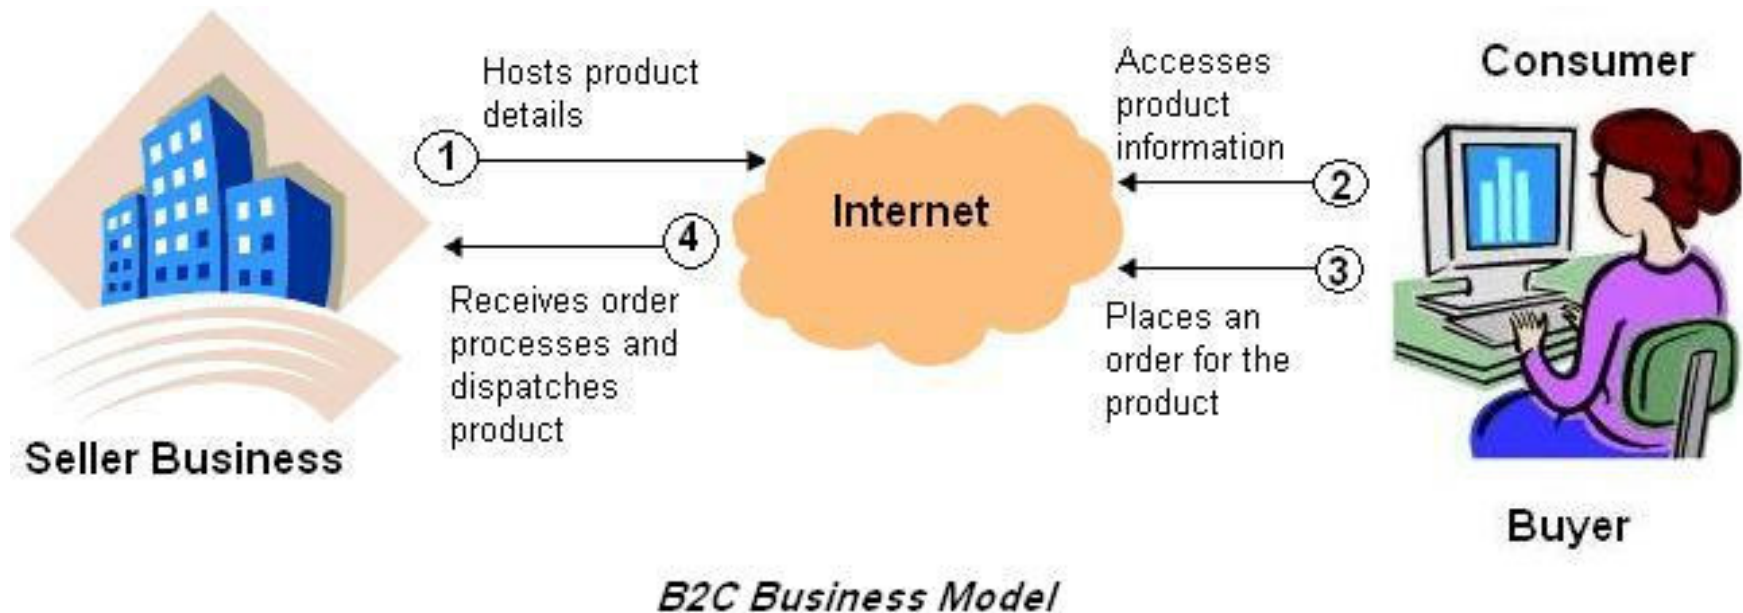 Hosts product
details
1
Internet
4
Receives order
processes and
dispatches
product
Seller Business
Accesses
product
information
2
3
Places an
order for the
product
Consumer
Buyer
B2C Business Model